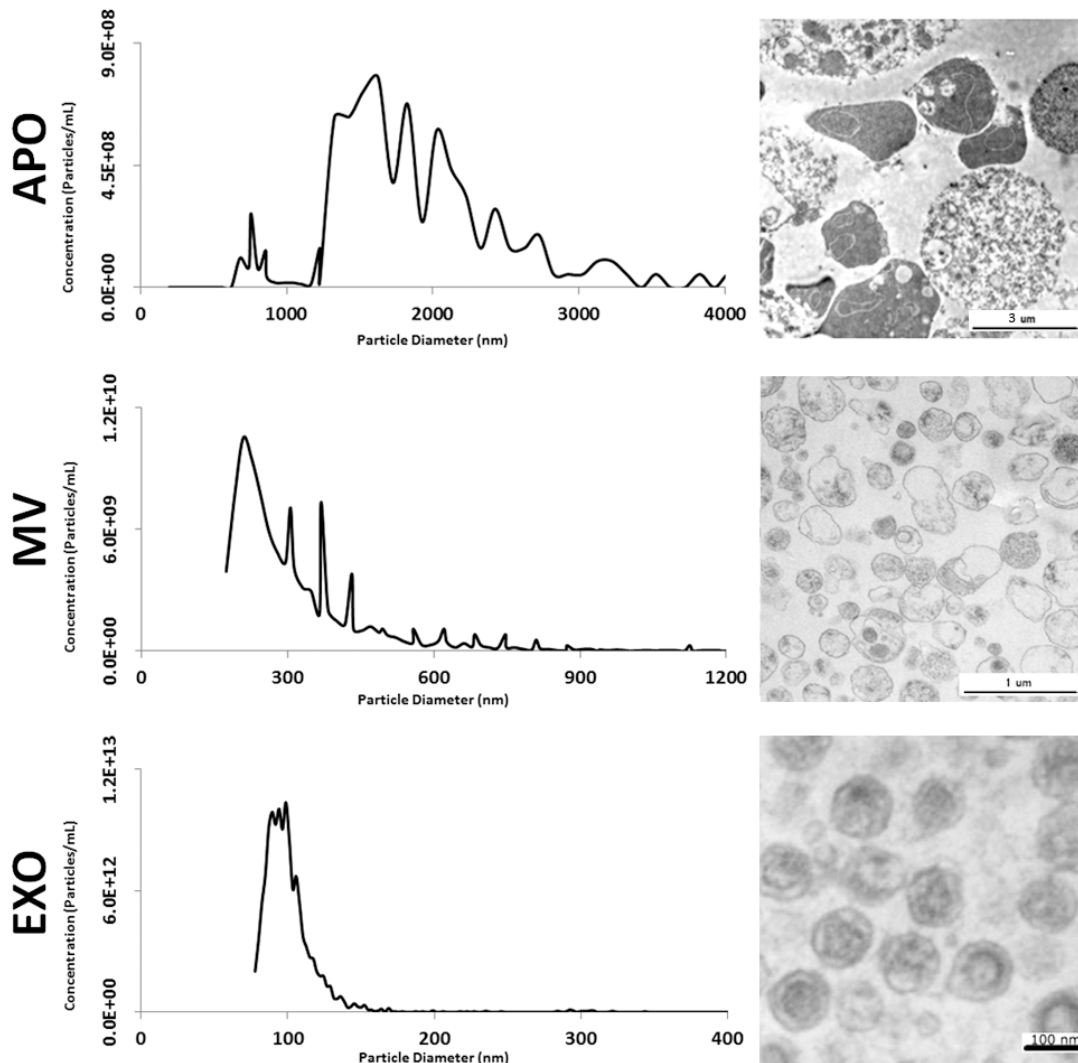 APO
Concentration (Particles/mL)
9.0E+08
4.5E+08
0.0E+00
0
1000
2000
3000
4000
Particle Diameter (nm)
3 um
MV
Concentration (Particles/mL)
1.2E+10
6.0E+09
0.0E+00
0
300
600
900
1200
Particle Diameter (nm)
1 um
EXO
Concentration (Particles/mL)
1.2E+13
6.0E+12
0.0E+00
0
100
200
300
400
Particle Diameter (nm)
100 nm